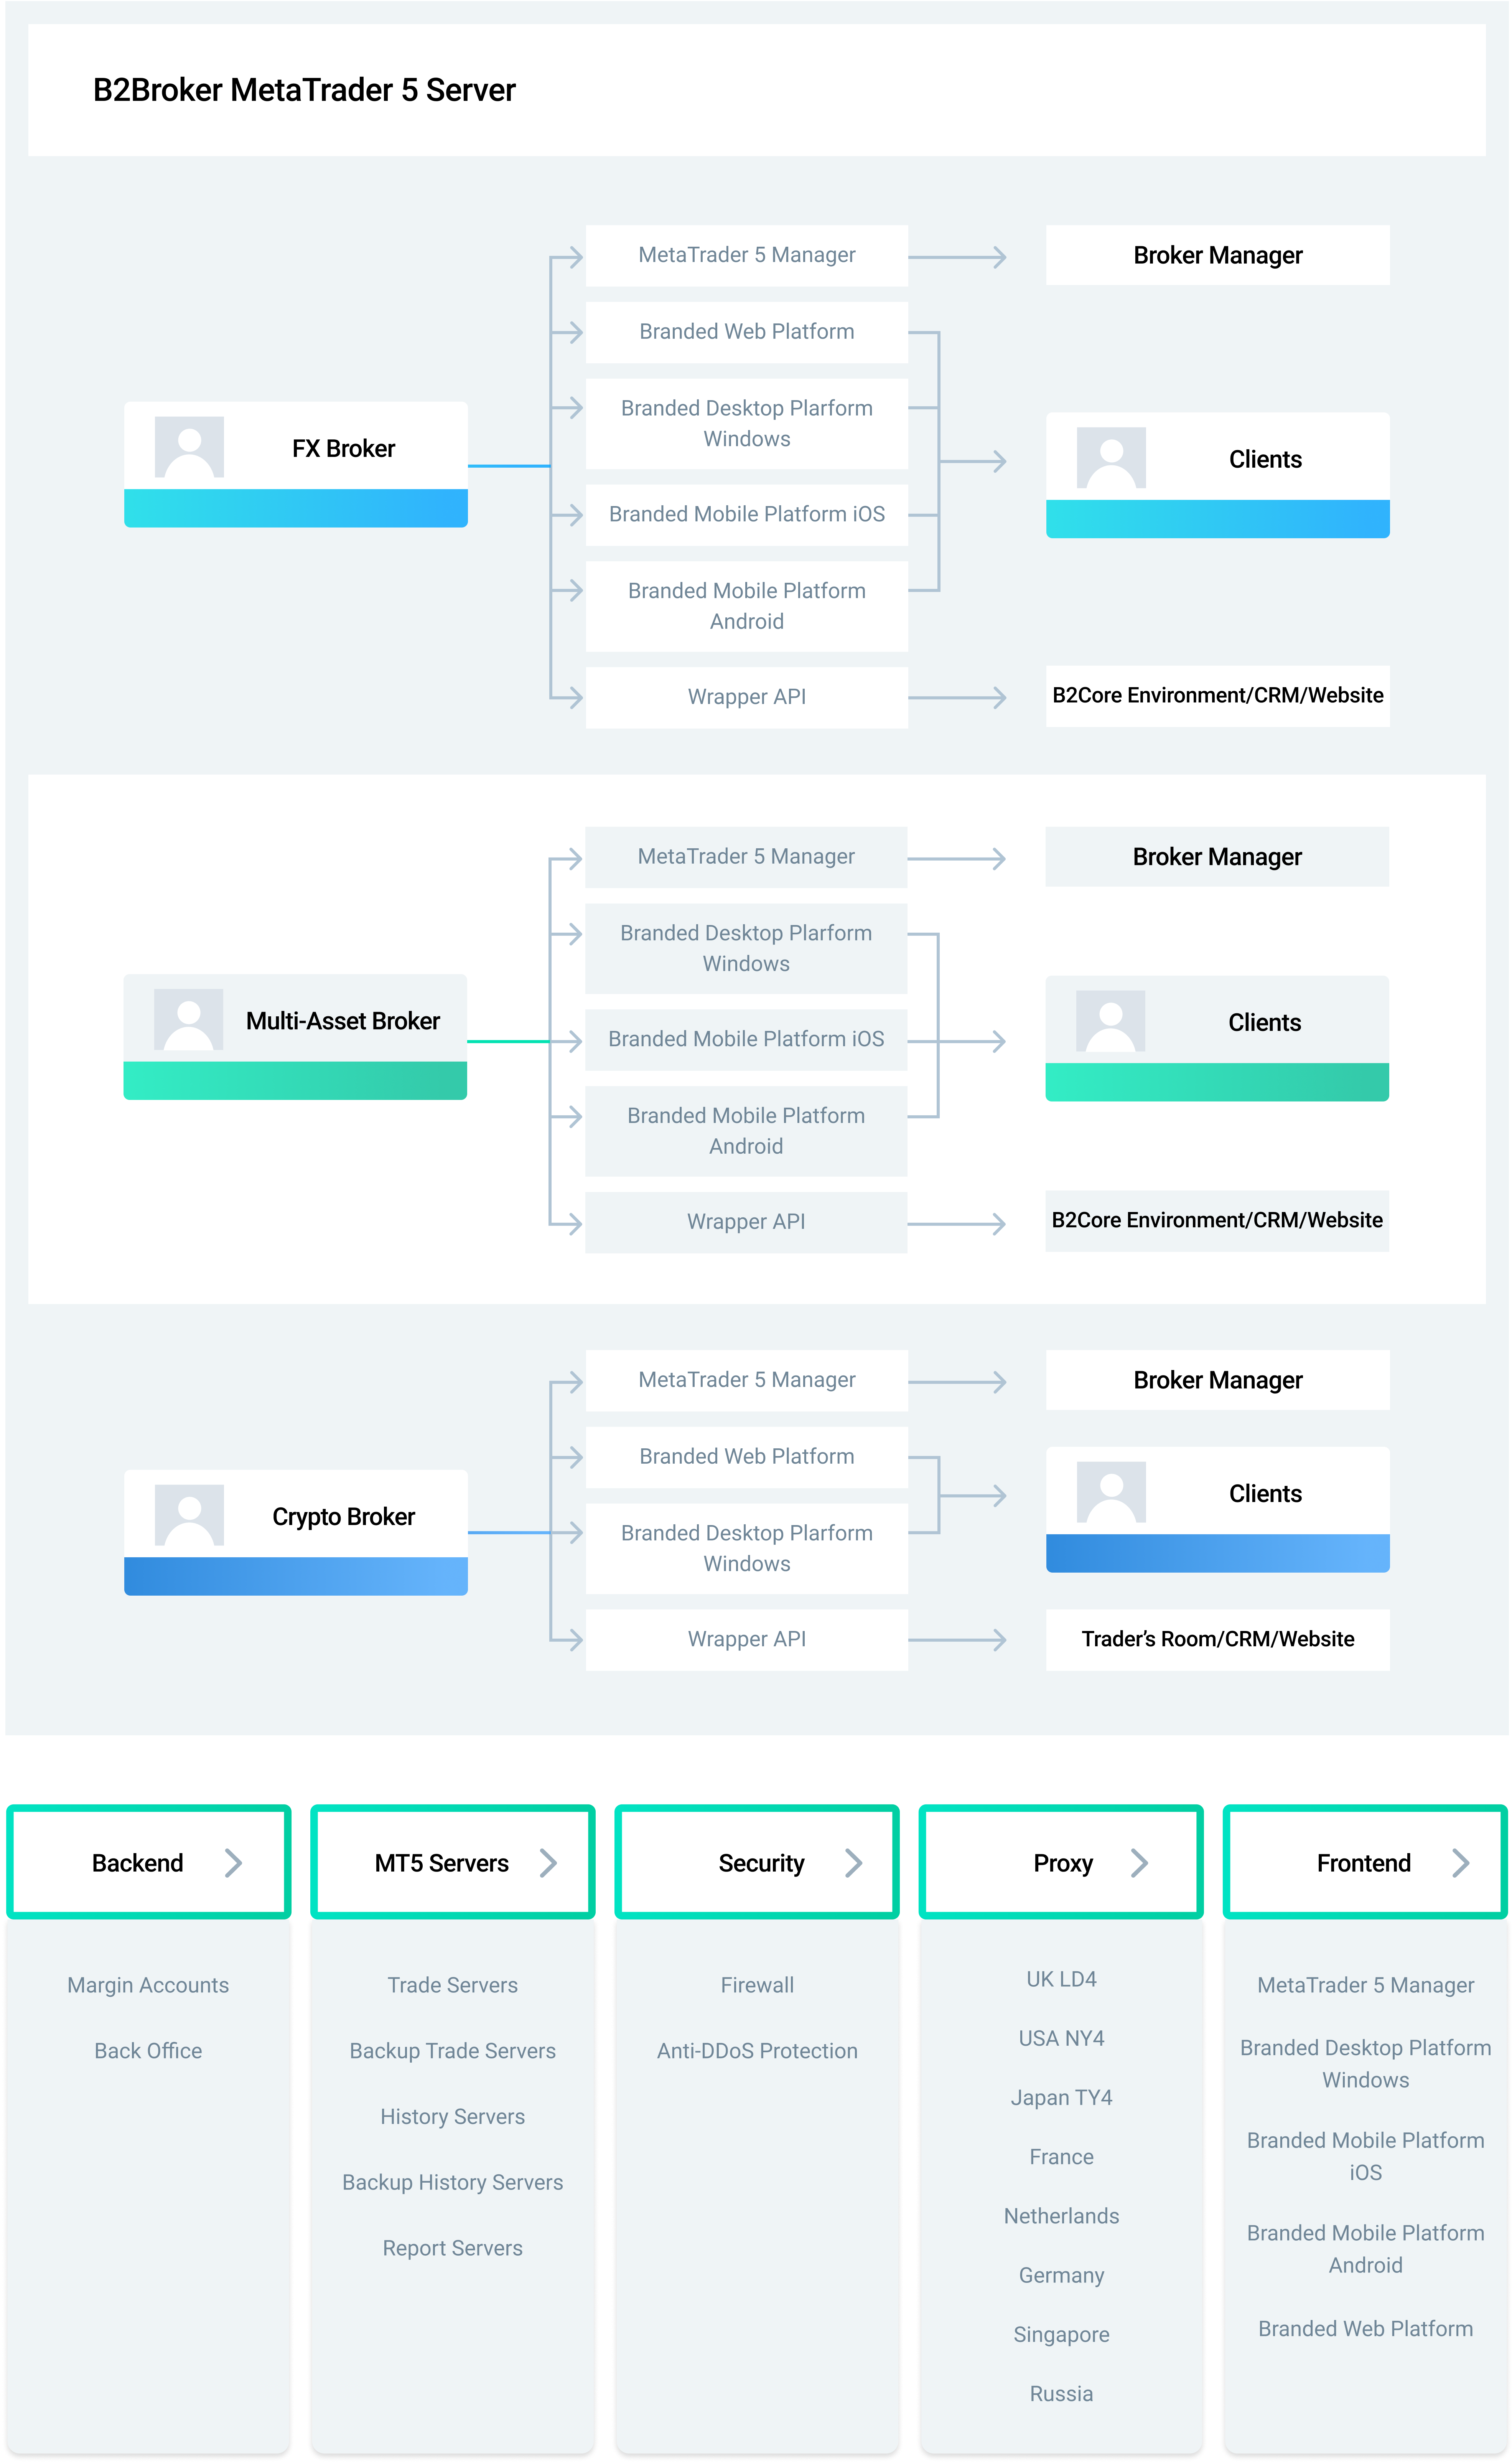 B2Broker MetaTrader 5 Server
FX Broker
MetaTrader 5 Manager
Branded Web Platform
Branded Desktop Plarform
Windows
Branded Mobile Platform iOS
Branded Mobile Platform
Android
Wrapper API
Broker Manager
Clients
B2Core Environment/CRM/Website
Multi-Asset Broker
MetaTrader 5 Manager
Branded Desktop Plarform
Windows
Branded Mobile Platform iOS
Branded Mobile Platform
Android
Wrapper API
Broker Manager
Clients
B2Core Environment/CRM/Website
Crypto Broker
MetaTrader 5 Manager
Branded Web Platform
Branded Desktop Plarform
Windows
Wrapper API
Broker Manager
Clients
Trader’s Room/CRM/Website
Backend
Margin Accounts
Back Office
MT5 Servers
Trade Servers
Backup Trade Servers
History Servers
Backup History Servers
Report Servers
Security
Firewall
Anti-DDoS Protection
Proxy
UK LD4
USA NY4
Japan TY4
France
Netherlands
Germany
Singapore
Russia
Frontend
MetaTrader 5 Manager
Branded Desktop Platform
Windows
Branded Mobile Platform
iOS
Branded Mobile Platform
Android
Branded Web Platform